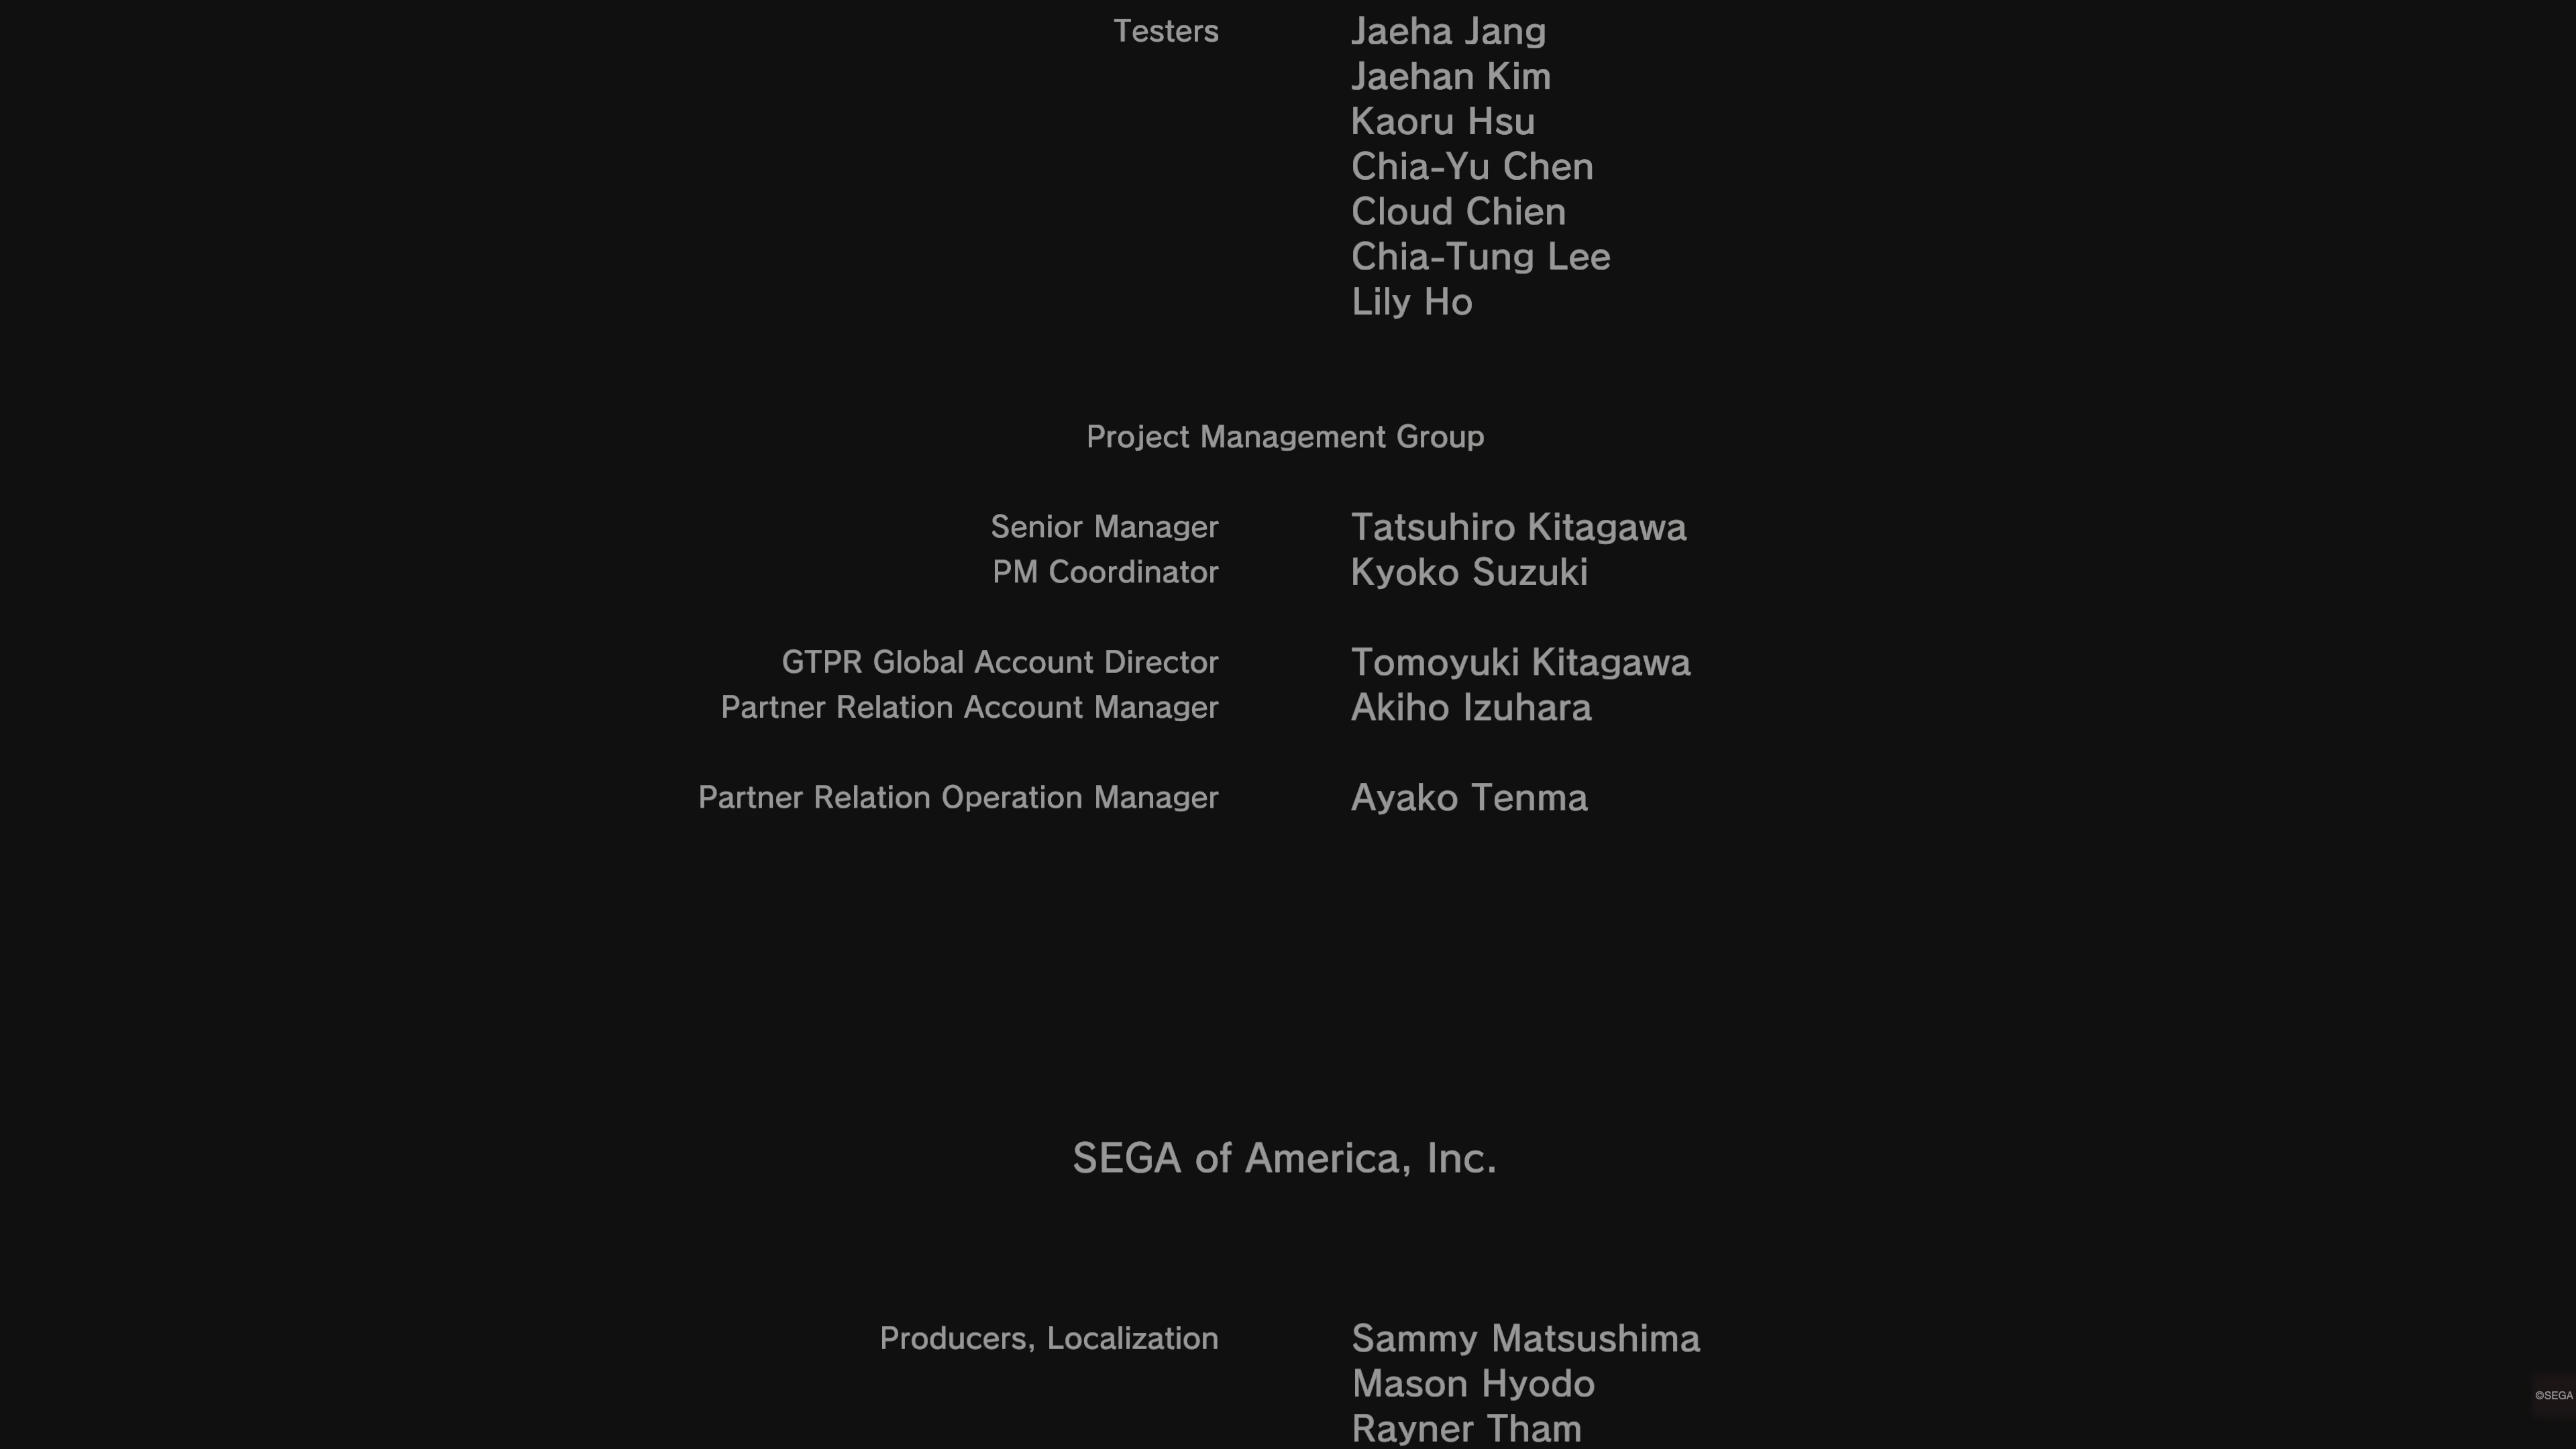 Testers Jaeha Jang
Jaehan Kim
Kaoru Hsu
Chia-Yu Chen
Cloud Chien
Chia-Tung Lee
Lily Ho
Project Management Group
Senior Manager Tatsuhiro Kitagawa
PM Coordinator Kyoko Suzuki
GTPR Global Account Director Tomoyuki Kitagawa
Partner Relation Account Manager Akiho Izuhara
Partner Relation Operation Manager Ayako Tenma
SEGA of America, Inc.
Producers, Localization Sammy Matsushima
Mason Hyodo
Rayner Tham
©SEGA